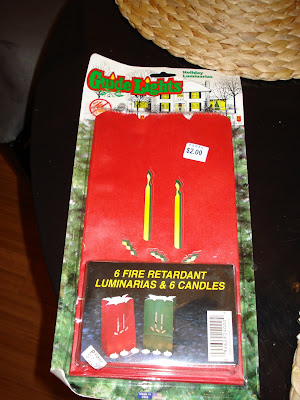 Guide Lights
Holiday
Luminarias
$2.00
6 FIRE RETARDANT
LUMINARIAS & 6 CANDLES